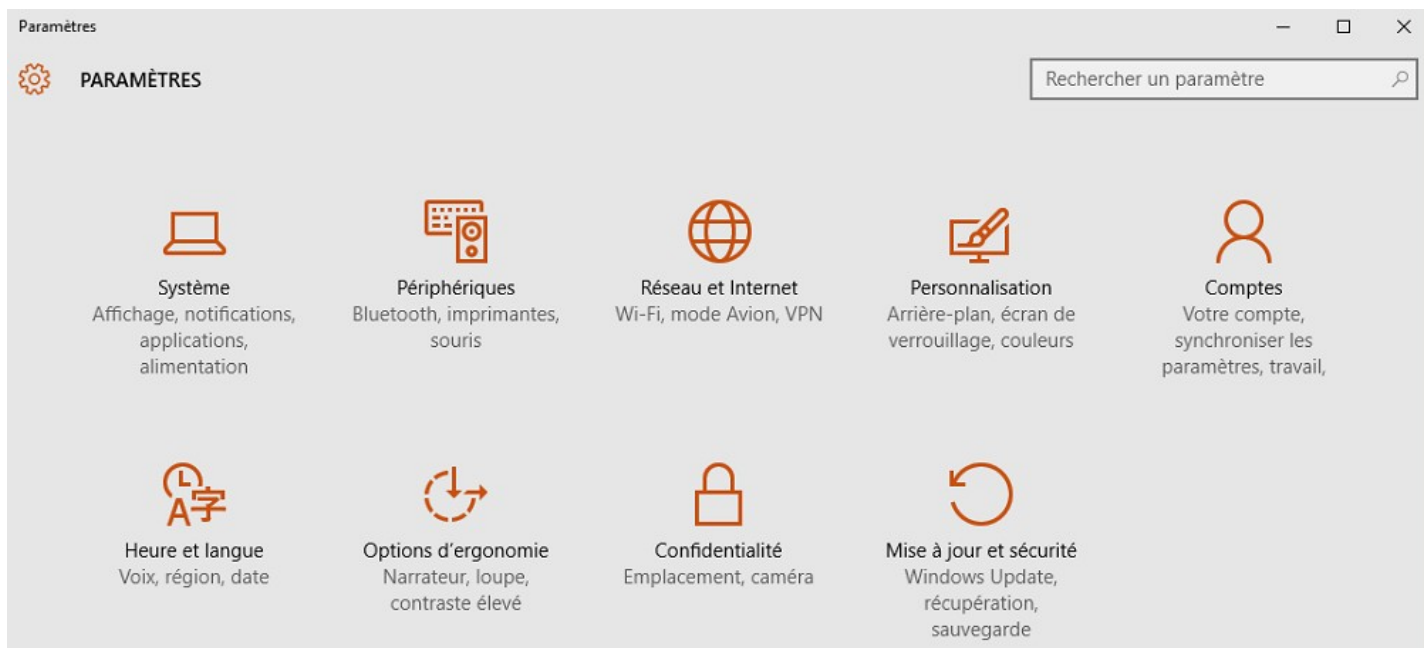 Paramètres
PARAMÈTRES
Rechercher un paramètre
Système
Affichage, notifications,
applications,
alimentation
Périphériques
Bluetooth, imprimantes,
souris
Réseau et Internet
Wi-Fi, mode Avion, VPN
Personnalisation
Arrière-plan, écran de
verrouillage, couleurs
Comptes
Votre compte,
synchroniser les
paramètres, travail,
Heure et langue
Voix, région, date
Options d'ergonomie
Narrateur, loupe,
contraste élevé
Confidentialité
Emplacement, caméra
Mise à jour et sécurité
Windows Update,
récupération,
sauvegarde